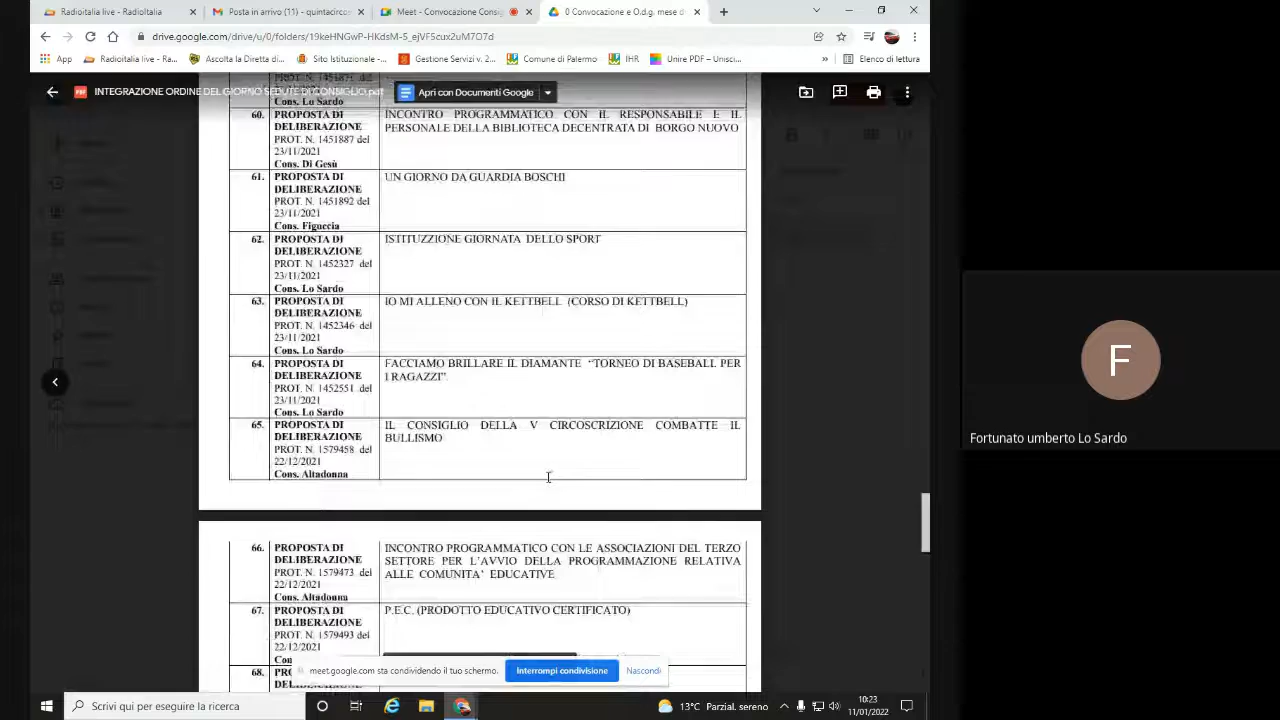 Radioitalia live - RadioItalia
Posta in arrivo (11) - quintacircon
Meet - Convocazione Consig
0 Convocazione e O.d.g. mese d
drive.google.com/drive/u/0/folders/19keHNGwP-HKdsM-5_ejVF5cux2uM7O7d
App
Radioitalia live - Ra...
Ascolta la Diretta di...
Sito Istituzionale -...
Gestione Servizi v. 2...
Comune di Palermo
IHR
Unire PDF – Unisci...
»
Elenco di lettura
INTEGRAZIONE ORDINE DEL GIORNO SEDUTE DI CONSIGLIO.pdf
Apri con Documenti Google
Cons. Lo Sardo
60. PROPOSTA DI DELIBERAZIONE
PROT. N. 1451887 del
23/11/2021
Cons. Di Gesù
INCONTRO PROGRAMMATICO CON IL RESPONSABILE E IL
PERSONALE DELLA BIBLIOTECA DECENTRATA DI BORGO NUOVO
61. PROPOSTA DI
DELIBERAZIONE
PROT. N. 1451892 del
23/11/2021
Cons. Figuccia
UN GIORNO DA GUARDIA BOSCHI
62. PROPOSTA DI
DELIBERAZIONE
PROT. N. 1452327 del
23/11/2021
Cons. Lo Sardo
ISTITUZZIONE GIORNATA DELLO SPORT
63. PROPOSTA DI
DELIBERAZIONE
PROT. N. 1452346 del
23/11/2021
Cons. Lo Sardo
IO MI ALLENO CON IL KETTBELL (CORSO DI KETTBELL)
64. PROPOSTA DI
DELIBERAZIONE
PROT. N. 1452551 del
23/11/2021
Cons. Lo Sardo
FACCIAMO BRILLARE IL DIAMANTE “TORNEO DI BASEBALL PER
I RAGAZZI”.
65. PROPOSTA DI
DELIBERAZIONE
PROT. N. 1579458 del
22/12/2021
Cons. Altadonna
IL CONSIGLIO DELLA V CIRCOSCRIZIONE COMBATTE IL
BULLISMO
66. PROPOSTA DI
DELIBERAZIONE
PROT. N. 1579473 del
22/12/2021
Cons. Altadonna
INCONTRO PROGRAMMATICO CON LE ASSOCIAZIONI DEL TERZO
SETTORE PER L'AVVIO DELLA PROGRAMMAZIONE RELATIVA
ALLE COMUNITA' EDUCATIVE
67. PROPOSTA DI
DELIBERAZIONE
PROT. N. 1579493 del
22/12/2021
Con
P.E.C. (PRODOTTO EDUCATIVO CERTIFICATO)
68.
meet.google.com sta condividendo il tuo schermo.
Interrompi condivisione
Nascondi
F
Fortunato umberto Lo Sardo
Scrivi qui per eseguire la ricerca
13°C Parzial. sereno
10:23
11/01/2022